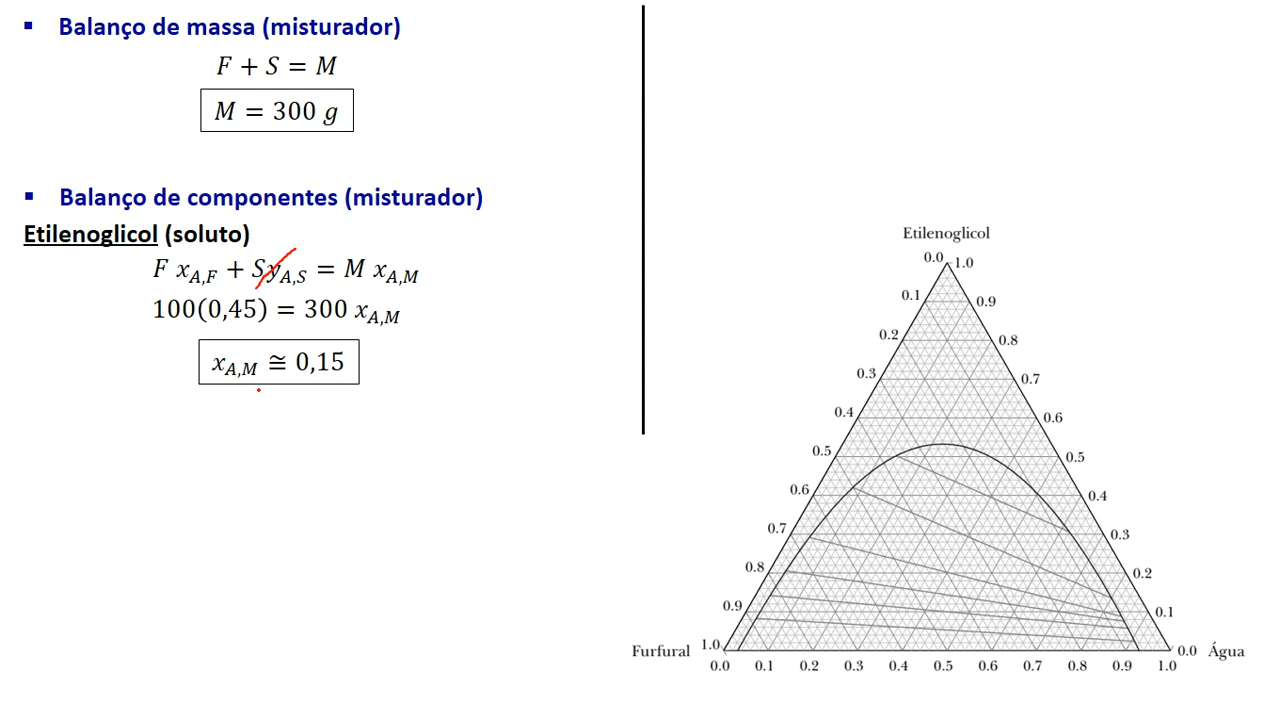 ▪ Balanço de massa (misturador)
F + S = M
M = 300 g
▪ Balanço de componentes (misturador)
Etilenoglicol (soluto)
F x_{A,F} + Sy_{A,S} = M x_{A,M}
100(0,45) = 300 x_{A,M}
x_{A,M} ≅ 0,15
Etilenoglicol
0.0 1.0
0.1 0.9
0.2 0.8
0.3 0.7
0.4 0.6
0.5 0.5
0.6 0.4
0.7 0.3
0.8 0.2
0.9 0.1
Furfural 1.0 0.0 Água
0.0 0.1 0.2 0.3 0.4 0.5 0.6 0.7 0.8 0.9 1.0